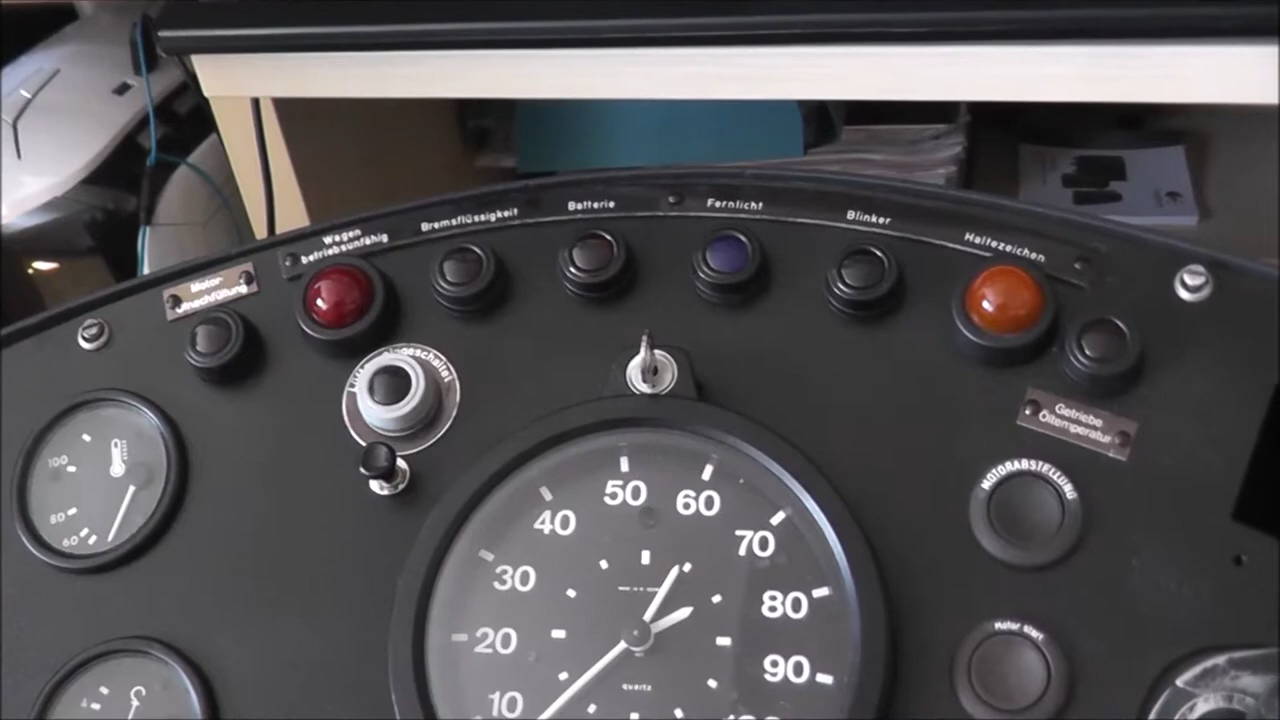 Wagen
betriebsunfähig
Bremsflüssigkeit
Batterie
Fernlicht
Blinker
Haltezeichen
Motor
eingeschaltet
Getriebe
Öltemperatur
MOTORABSTELLUNG
Motor start
100
80
60
10
20
30
40
50
60
70
80
90
quartz